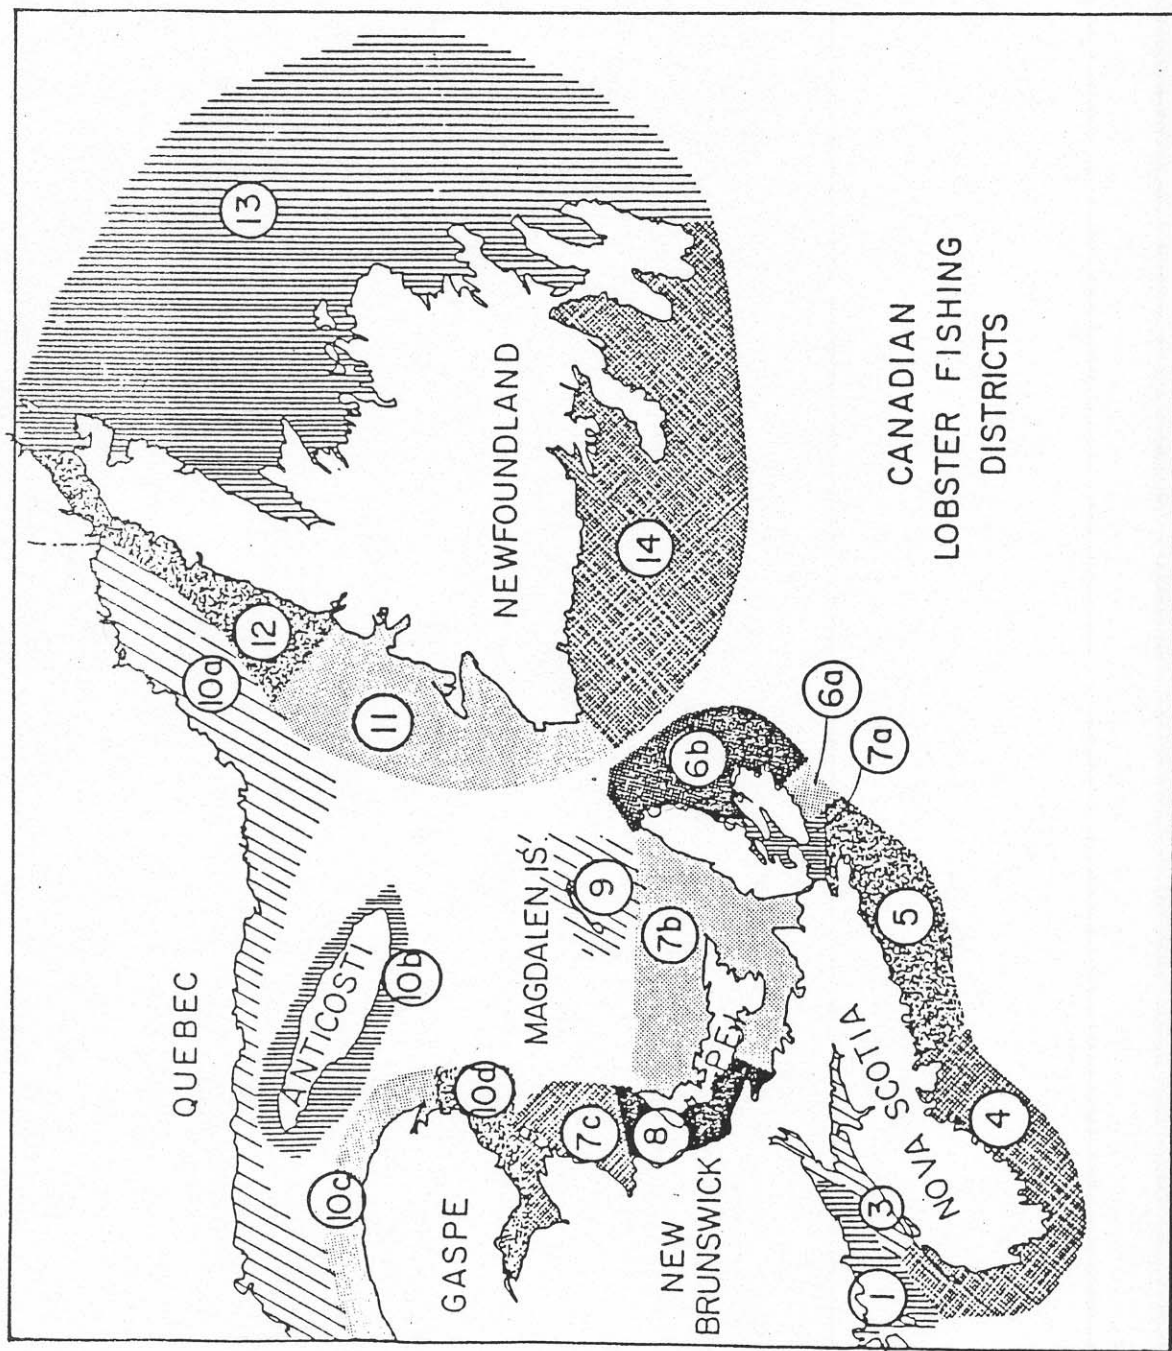 QUEBEC
10a
12
13
ANTICOSTI
10b
10c
11
NEWFOUNDLAND
GASPE
10d
MAGDALEN IS'
9
14
7c
8
7b
6b
PEI
NEW
BRUNSWICK
6a
7a
5
1
3
NOVA
SCOTIA
4
CANADIAN
LOBSTER FISHING
DISTRICTS